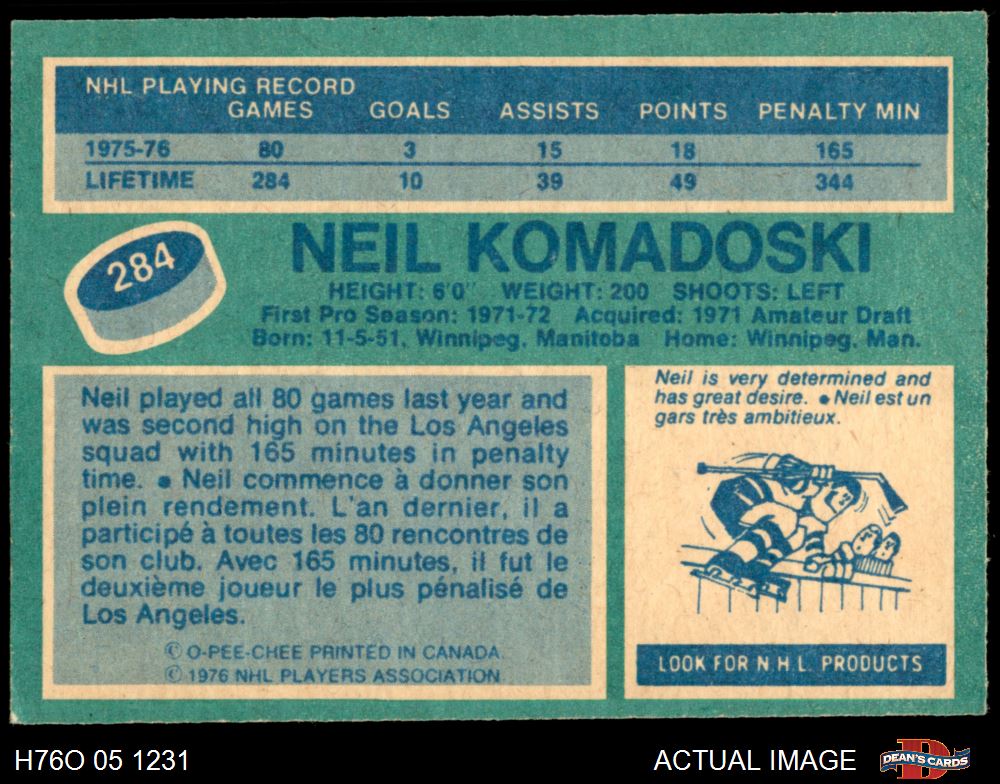 NHL PLAYING RECORD
GAMES GOALS ASSISTS POINTS PENALTY MIN
1975-76 80 3 15 18 165
LIFETIME 284 10 39 49 344
284
NEIL KOMADOSKI
HEIGHT: 6'0" WEIGHT: 200 SHOOTS: LEFT
First Pro Season: 1971-72 Acquired: 1971 Amateur Draft
Born: 11-5-51, Winnipeg, Manitoba Home: Winnipeg, Man.
Neil played all 80 games last year and
was second high on the Los Angeles
squad with 165 minutes in penalty
time. ● Neil commence à donner son
plein rendement. L'an dernier, il a
participé à toutes les 80 rencontres de
son club. Avec 165 minutes, il fut le
deuxième joueur le plus pénalisé de
Los Angeles.
© O-PEE-CHEE PRINTED IN CANADA.
© 1976 NHL PLAYERS ASSOCIATION
Neil is very determined and
has great desire. ● Neil est un
gars très ambitieux.
LOOK FOR N.H.L. PRODUCTS
H76O 05 1231
ACTUAL IMAGE
D
DEAN'S CARDS